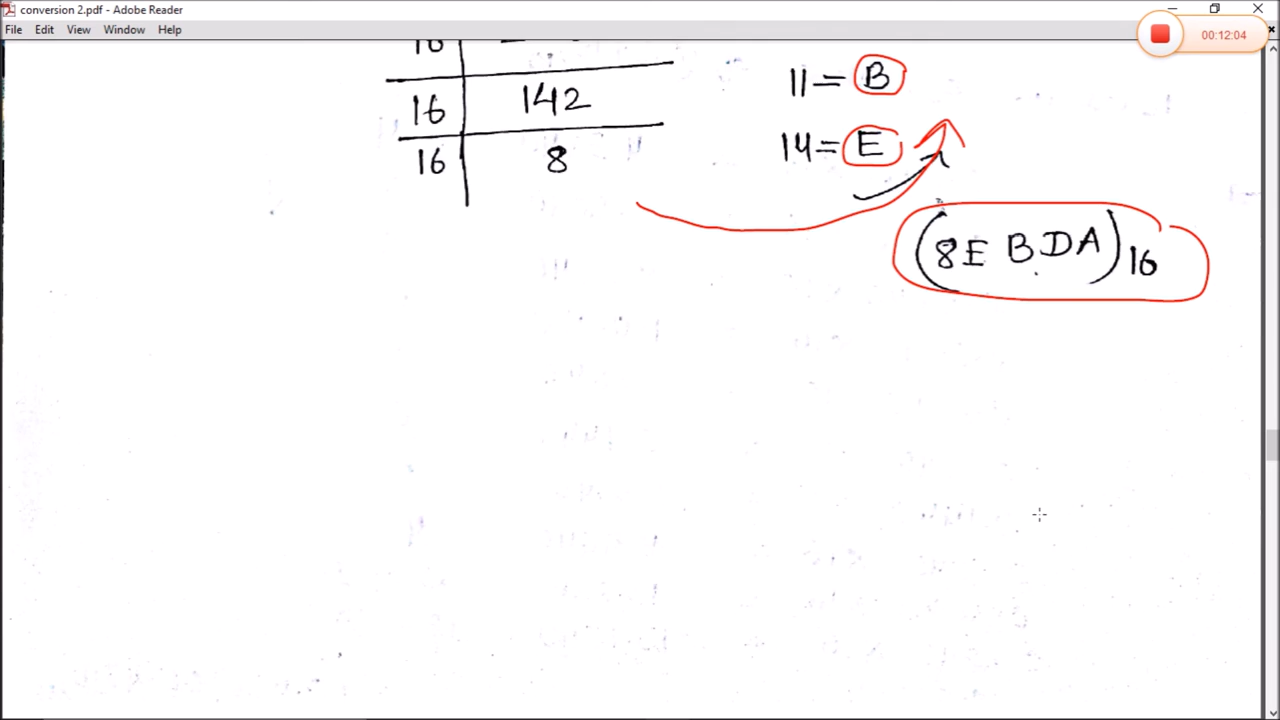 conversion 2.pdf - Adobe Reader
File Edit View Window Help
00:12:04
16
11 = B
16 142
14 = E
16 8
(8E BDA)16